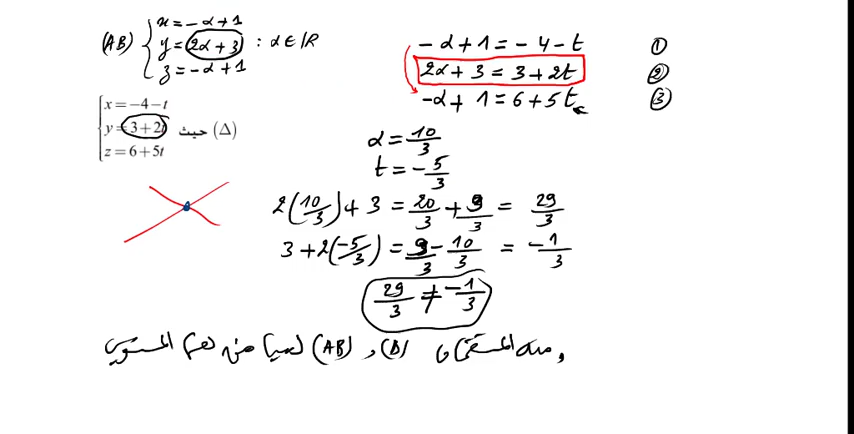 (AB) { x = -α + 1
y = 2α + 3 : α ∈ ℝ
z = -α + 1
-α + 1 = -4 - t ①
2α + 3 = 3 + 2t ②
-α + 1 = 6 + 5t ③
{ x = -4 - t
y = 3 + 2t حيث (Δ)
z = 6 + 5t
α = 10/3
t = -5/3
2(10/3) + 3 = 20/3 + 9/3 = 29/3
3 + 2(-5/3) = 9/3 - 10/3 = -1/3
29/3 ≠ -1/3
ومنه المستقيمان (Δ) و (AB) ليسا من نفس المستوي